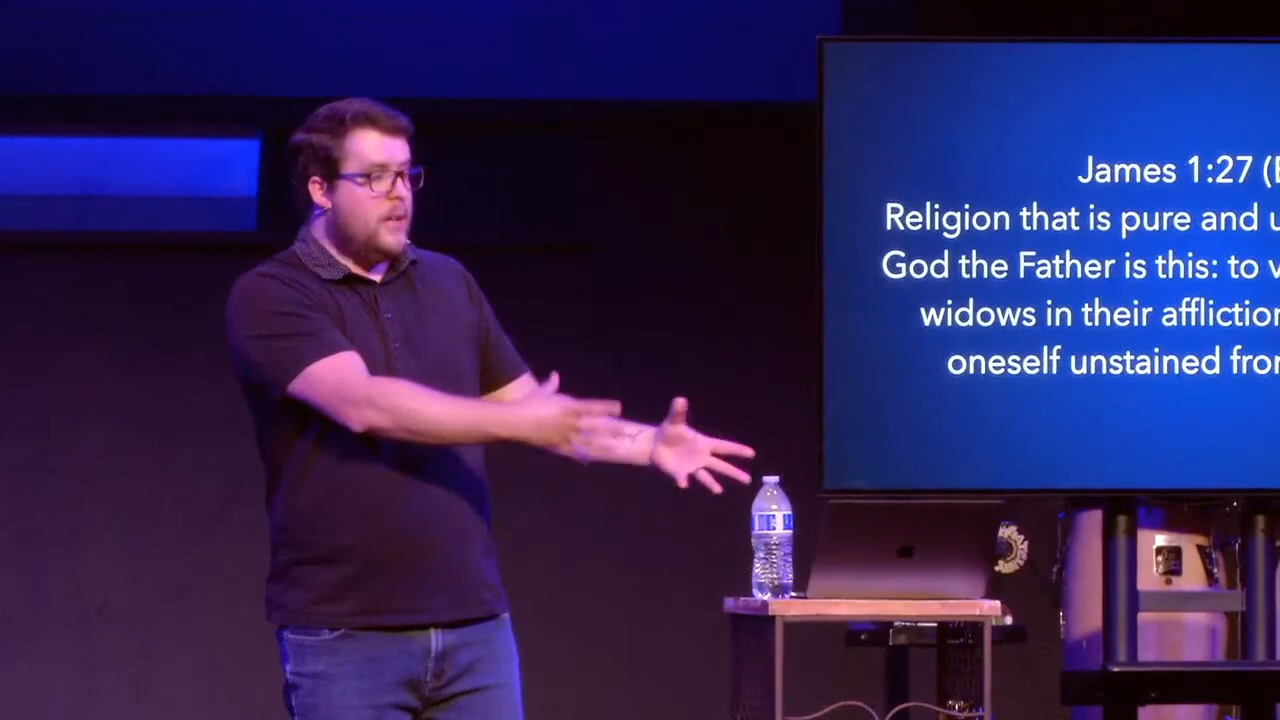 James 1:27 (
Religion that is pure and u
God the Father is this: to v
widows in their affliction
oneself unstained fro